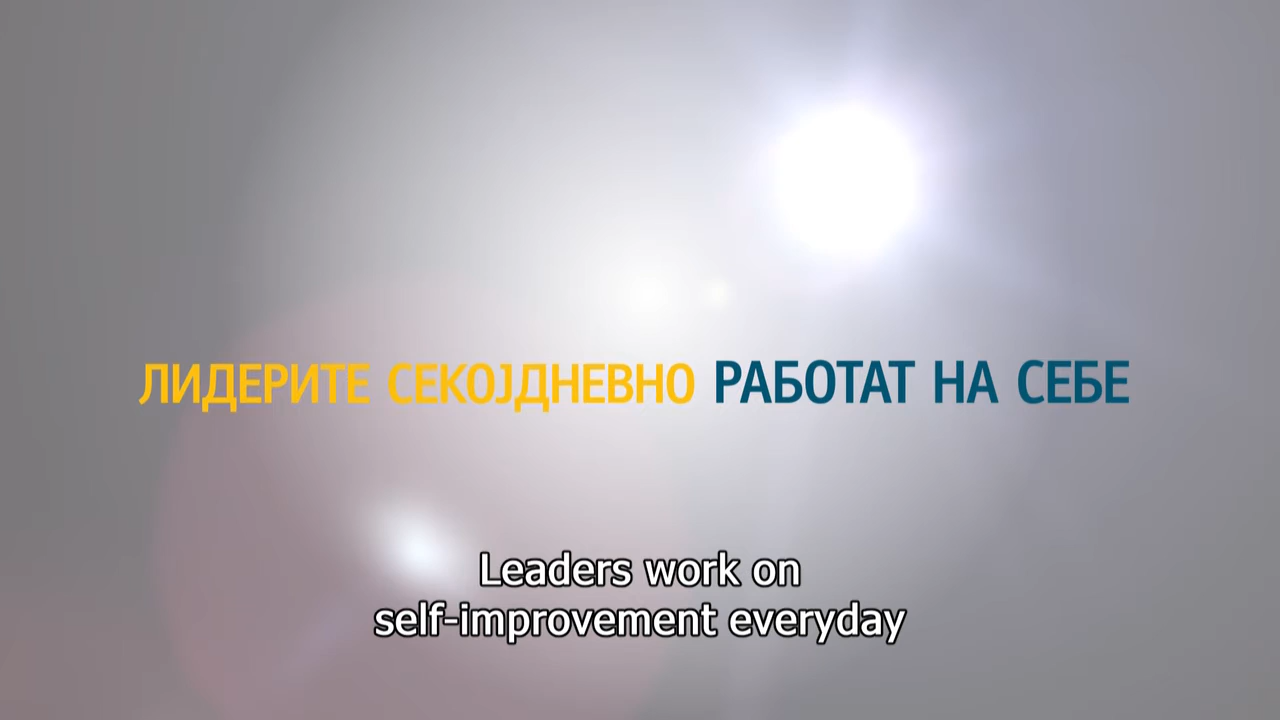 ЛИДЕРИТЕ СЕКОЈДНЕВНО РАБОТАТ НА СЕБЕ
Leaders work on
self-improvement everyday